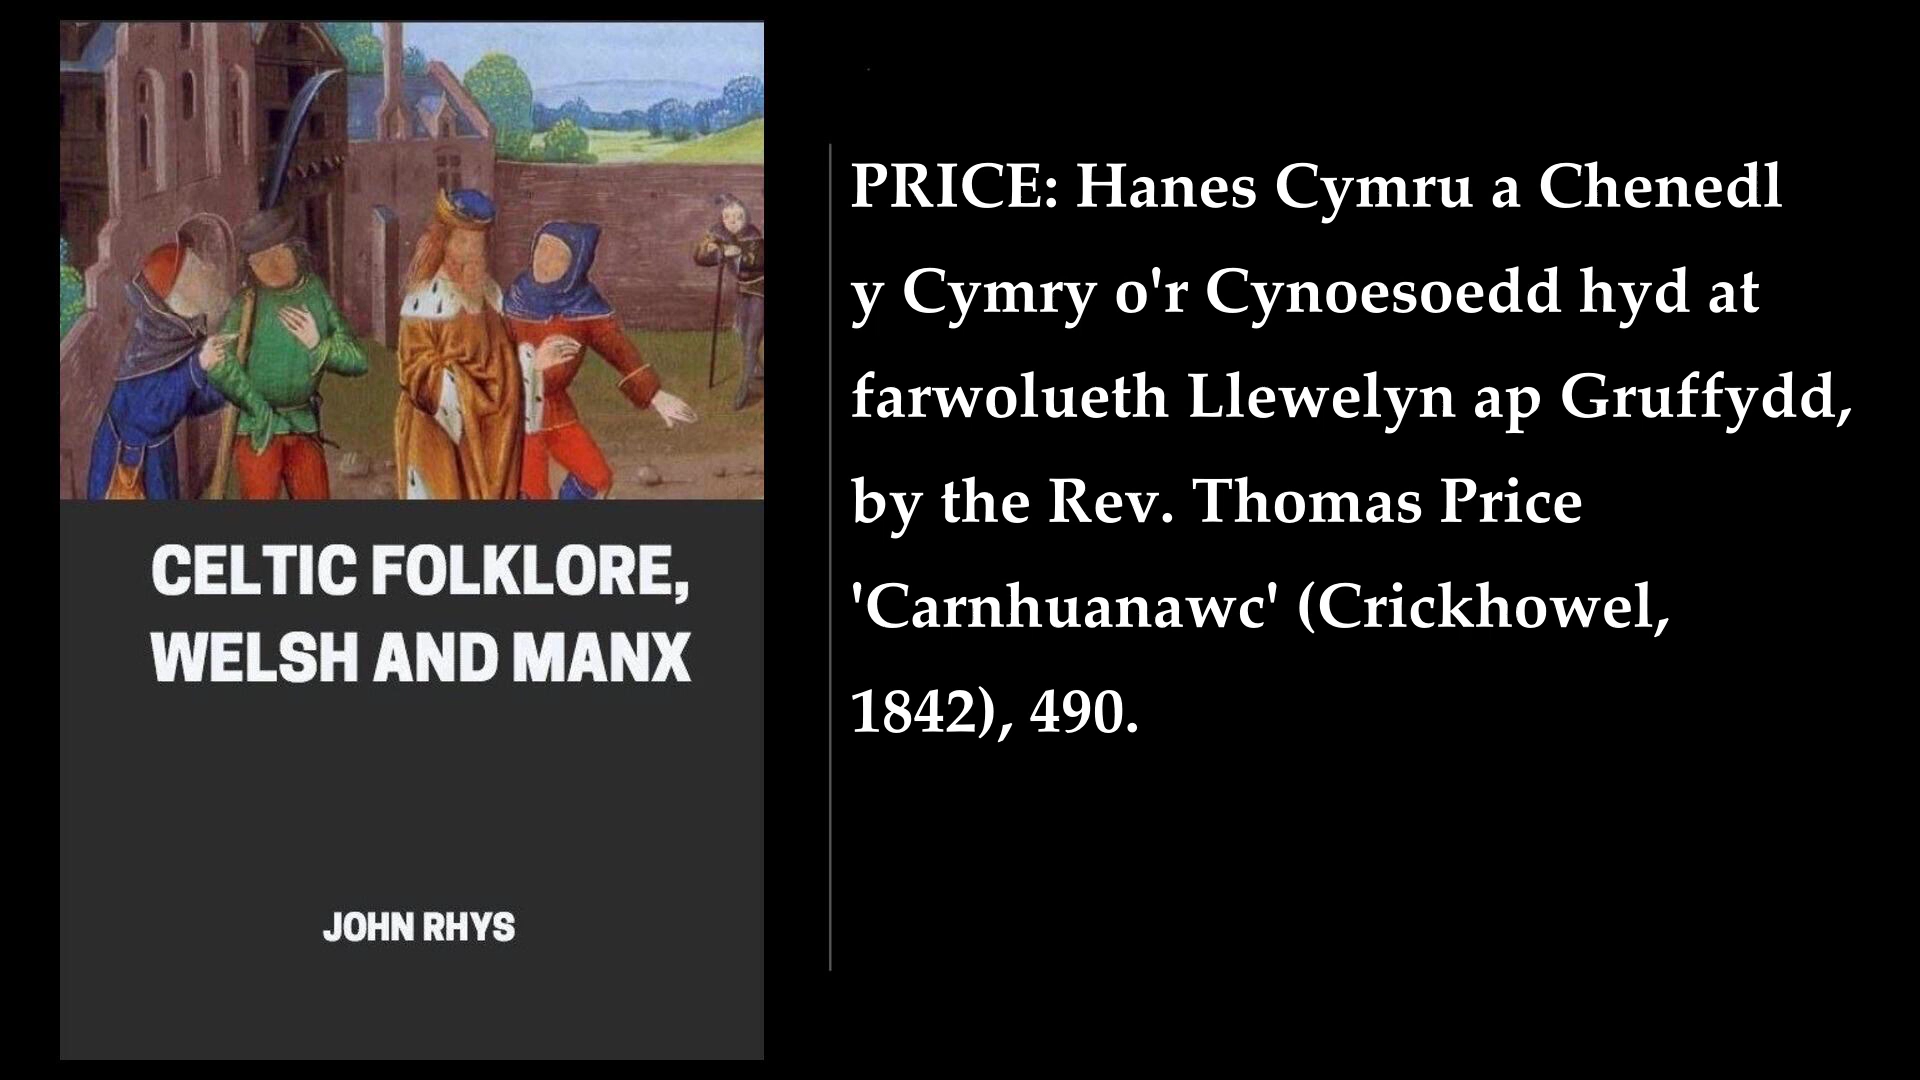 CELTIC FOLKLORE,
WELSH AND MANX
JOHN RHYS
PRICE: Hanes Cymru a Chenedl
y Cymry o'r Cynoesoedd hyd at
farwolueth Llewelyn ap Gruffydd,
by the Rev. Thomas Price
'Carnhuanawc' (Crickhowel,
1842), 490.